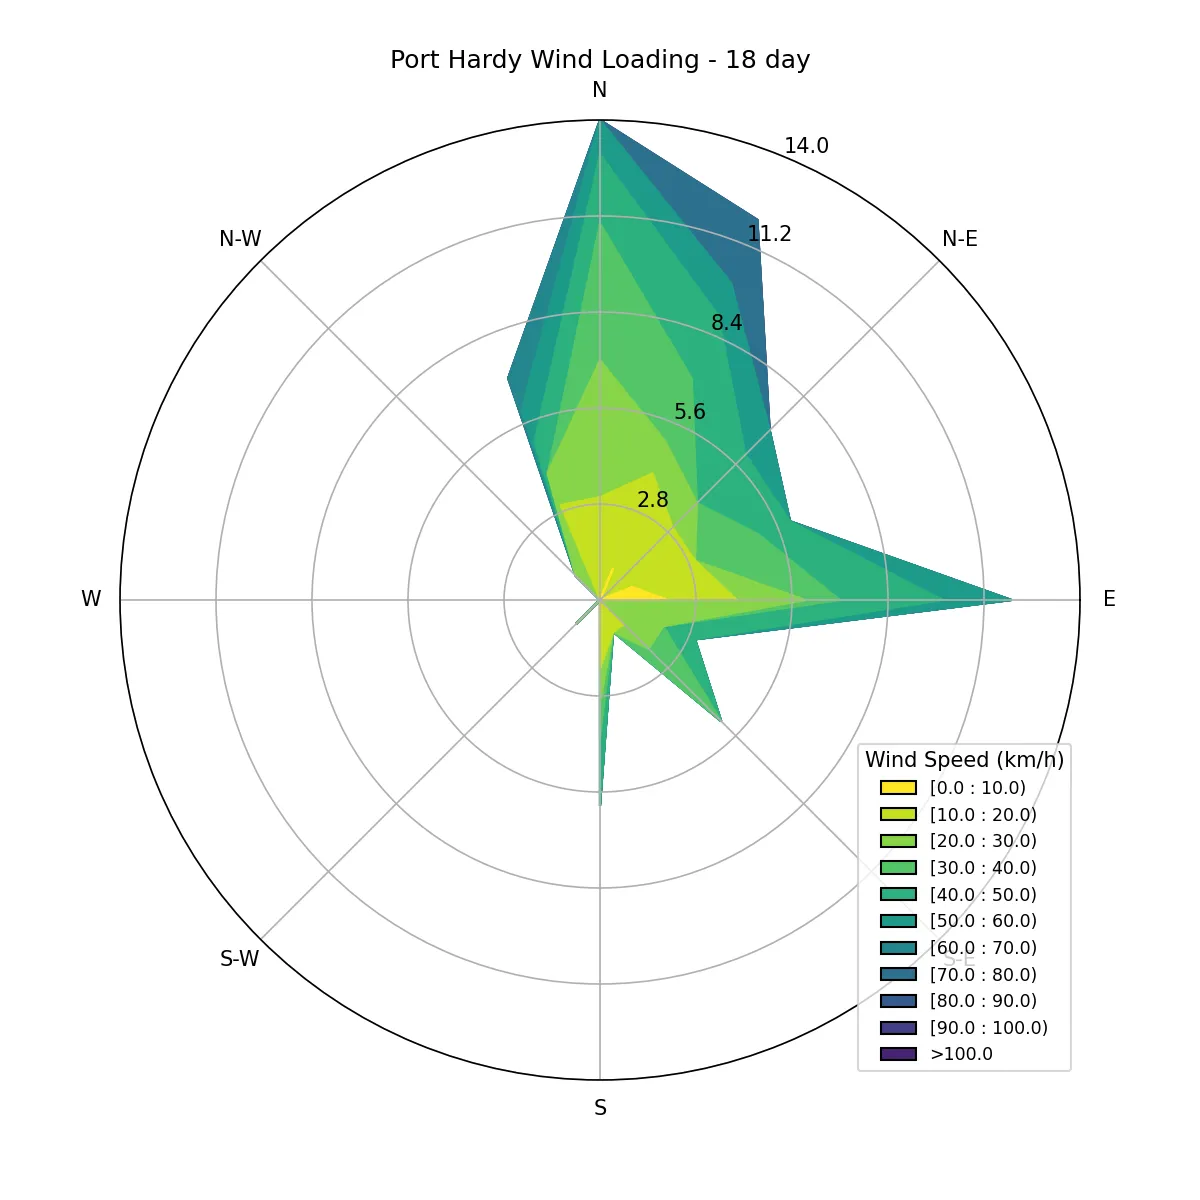 Port Hardy Wind Loading - 18 day
N
14.0
11.2
N-W
N-E
8.4
5.6
2.8
W
E
Wind Speed (km/h)
[0.0 : 10.0)
[10.0 : 20.0)
[20.0 : 30.0)
[30.0 : 40.0)
[40.0 : 50.0)
[50.0 : 60.0)
[60.0 : 70.0)
[70.0 : 80.0)
[80.0 : 90.0)
[90.0 : 100.0)
>100.0
S-W
S-E
S